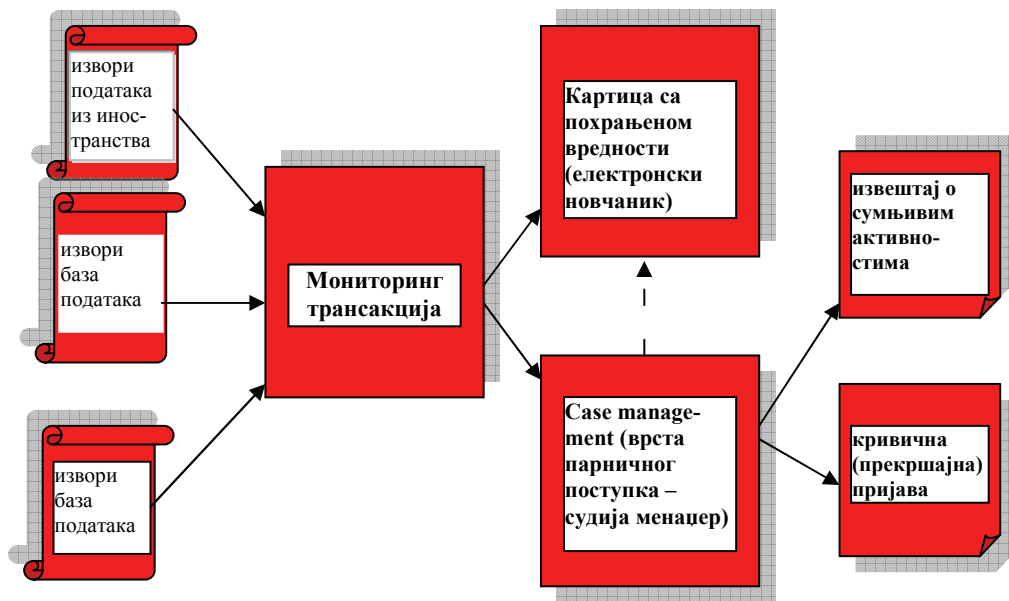 извори
података
из инос-
транства
извори
база
података
извори
база
података
Мониторинг
трансакција
Картица са
похрањеном
вредности
(електронски
новчаник)
Case manage-
ment (врста
парничног
поступка –
судија менаџер)
извештај о
сумњивим
активно-
стима
кривична
(прекршајна)
пријава